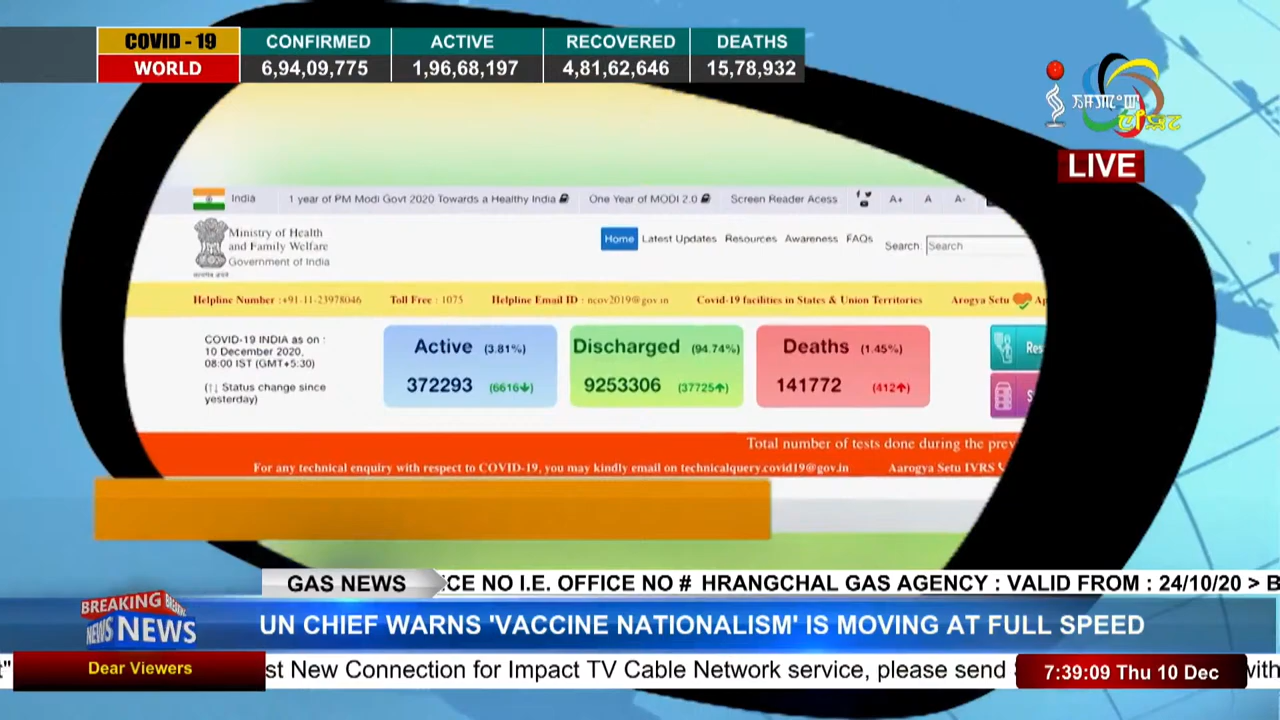 COVID - 19 CONFIRMED ACTIVE RECOVERED DEATHS
WORLD 6,94,09,775 1,96,68,197 4,81,62,646 15,78,932
LIVE
India 1 year of PM Modi Govt 2020 Towards a Healthy India One Year of MODI 2.0 Screen Reader Acess A+ A A-
Ministry of Health
and Family Welfare
Government of India
Home Latest Updates Resources Awareness FAQs Search: Search
Helpline Number :+91-11-23978046 Toll Free : 1075 Helpline Email ID : ncov2019@gov.in Covid-19 facilities in States & Union Territories Arogya Setu Ap
COVID-19 INDIA as on :
10 December 2020,
08:00 IST (GMT+5:30)
(↑↓ Status change since
yesterday)
Active (3.81%)
372293 (6616↓)
Discharged (94.74%)
9253306 (37725↑)
Deaths (1.45%)
141772 (412↑)
Res
S
Total number of tests done during the prev
For any technical enquiry with respect to COVID-19, you may kindly email on technicalquery.covid19@gov.in Aarogya Setu IVRS
GAS NEWS CE NO I.E. OFFICE NO # HRANGCHAL GAS AGENCY : VALID FROM : 24/10/20 > B
BREAKING
NEWS NEWS
UN CHIEF WARNS 'VACCINE NATIONALISM' IS MOVING AT FULL SPEED
Dear Viewers st New Connection for Impact TV Cable Network service, please send 7:39:09 Thu 10 Dec with